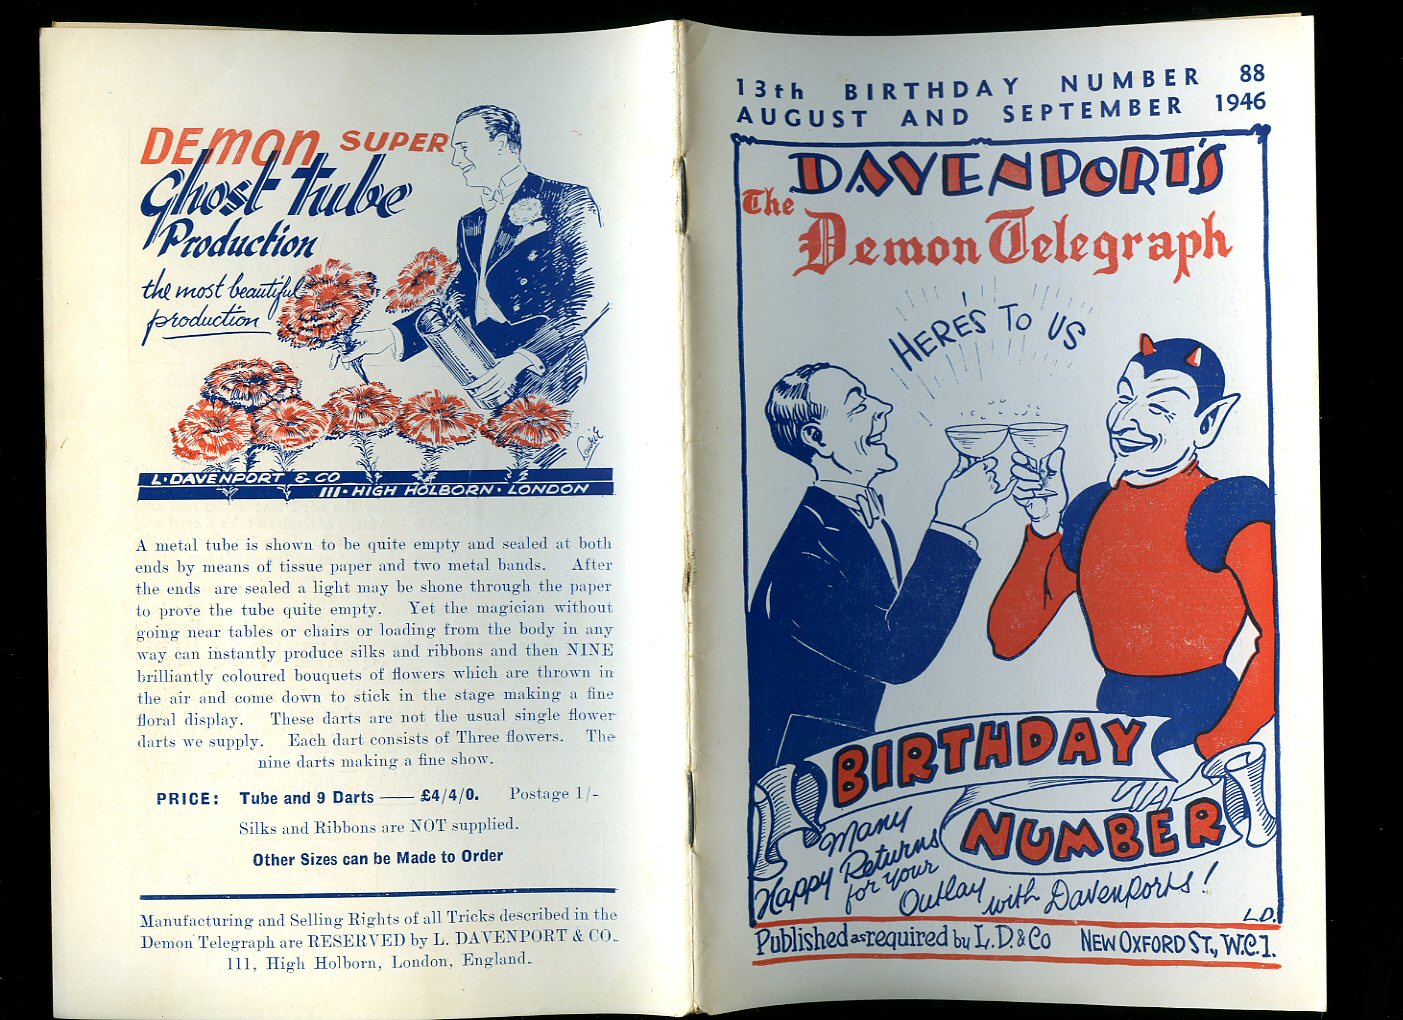 DEMON SUPER
Ghost tube
Production
the most beautiful
production
L. DAVENPORT & CO
111 · HIGH HOLBORN · LONDON
A metal tube is shown to be quite empty and sealed at both
ends by means of tissue paper and two metal bands. After
the ends are sealed a light may be shone through the paper
to prove the tube quite empty. Yet the magician without
going near tables or chairs or loading from the body in any
way can instantly produce silks and ribbons and then NINE
brilliantly coloured bouquets of flowers which are thrown in
the air and come down to stick in the stage making a fine
floral display. These darts are not the usual single flower
darts we supply. Each dart consists of Three flowers. The
nine darts making a fine show.
PRICE: Tube and 9 Darts — £4/4/0. Postage 1/-
Silks and Ribbons are NOT supplied.
Other Sizes can be Made to Order
Manufacturing and Selling Rights of all Tricks described in the
Demon Telegraph are RESERVED by L. DAVENPORT & CO.
111, High Holborn, London, England.
13th BIRTHDAY NUMBER 88
AUGUST AND SEPTEMBER 1946
DAVENPORT'S
The
Demon Telegraph
HERE'S TO US
BIRTHDAY
NUMBER
Many
Happy Returns
for your
Outlay with Davenports!
L.D.
Published as required by L.D. & Co NEW OXFORD ST., W.C.1.